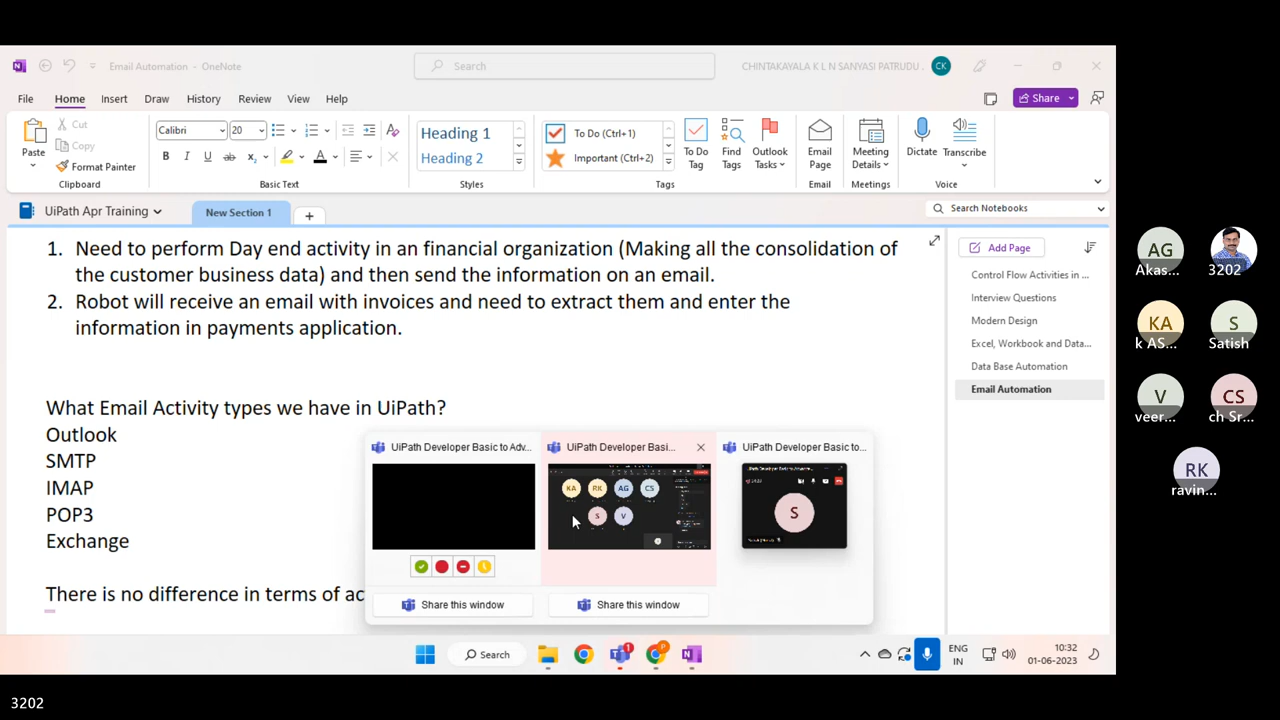 Email Automation - OneNote
Search
CHINTAKAYALA K L N SANYASI PATRUDU .
CK
File
Home
Insert
Draw
History
Review
View
Help
Share
Paste
Cut
Copy
Format Painter
Clipboard
Calibri
20
Basic Text
Heading 1
Heading 2
Styles
To Do (Ctrl+1)
Important (Ctrl+2)
To Do Tag
Find Tags
Outlook Tasks
Tags
Email Page
Email
Meeting Details
Meetings
Dictate
Transcribe
Voice
UiPath Apr Training
New Section 1
Search Notebooks
1. Need to perform Day end activity in an financial organization (Making all the consolidation of
the customer business data) and then send the information on an email.
2. Robot will receive an email with invoices and need to extract them and enter the
information in payments application.
What Email Activity types we have in UiPath?
Outlook
SMTP
IMAP
POP3
Exchange
There is no difference in terms of ac
Add Page
Control Flow Activities in ...
Interview Questions
Modern Design
Excel, Workbook and Data...
Data Base Automation
Email Automation
UiPath Developer Basic to Adv...
UiPath Developer Basi...
UiPath Developer Basic to...
KA
RK
AG
CS
S
V
S
Share this window
Share this window
Search
ENG
IN
10:32
01-06-2023
AG
Akas...
3202
KA
k AS...
S
Satish
V
veer...
CS
ch Sr...
RK
ravin...
3202